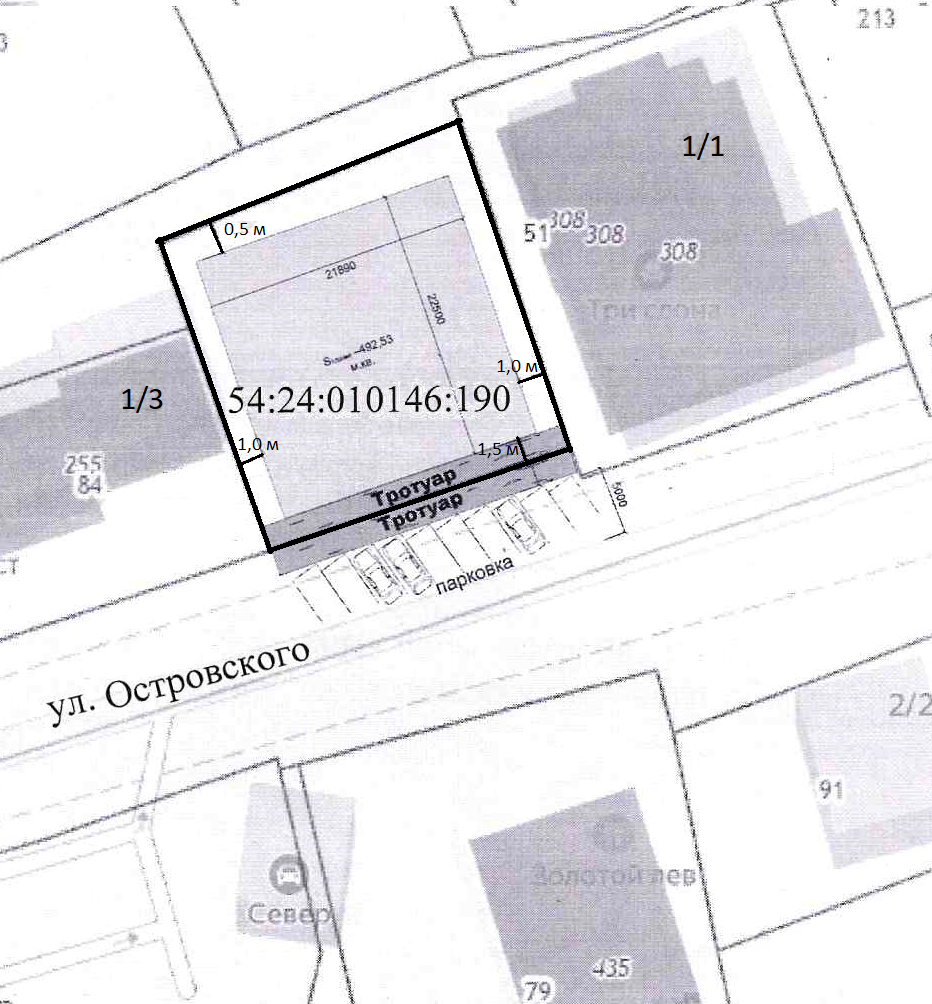 213
3
1/1
308
51
308
308
0,5 м
21890
22500
Три слона
492,53
м.кв.
1,0 м
1/3
54:24:010146:190
1,0 м
1,5 м
255
84
Тротуар
Тротуар
5000
парковка
ул. Островского
2/2
91
Золотой лев
Север
435
79